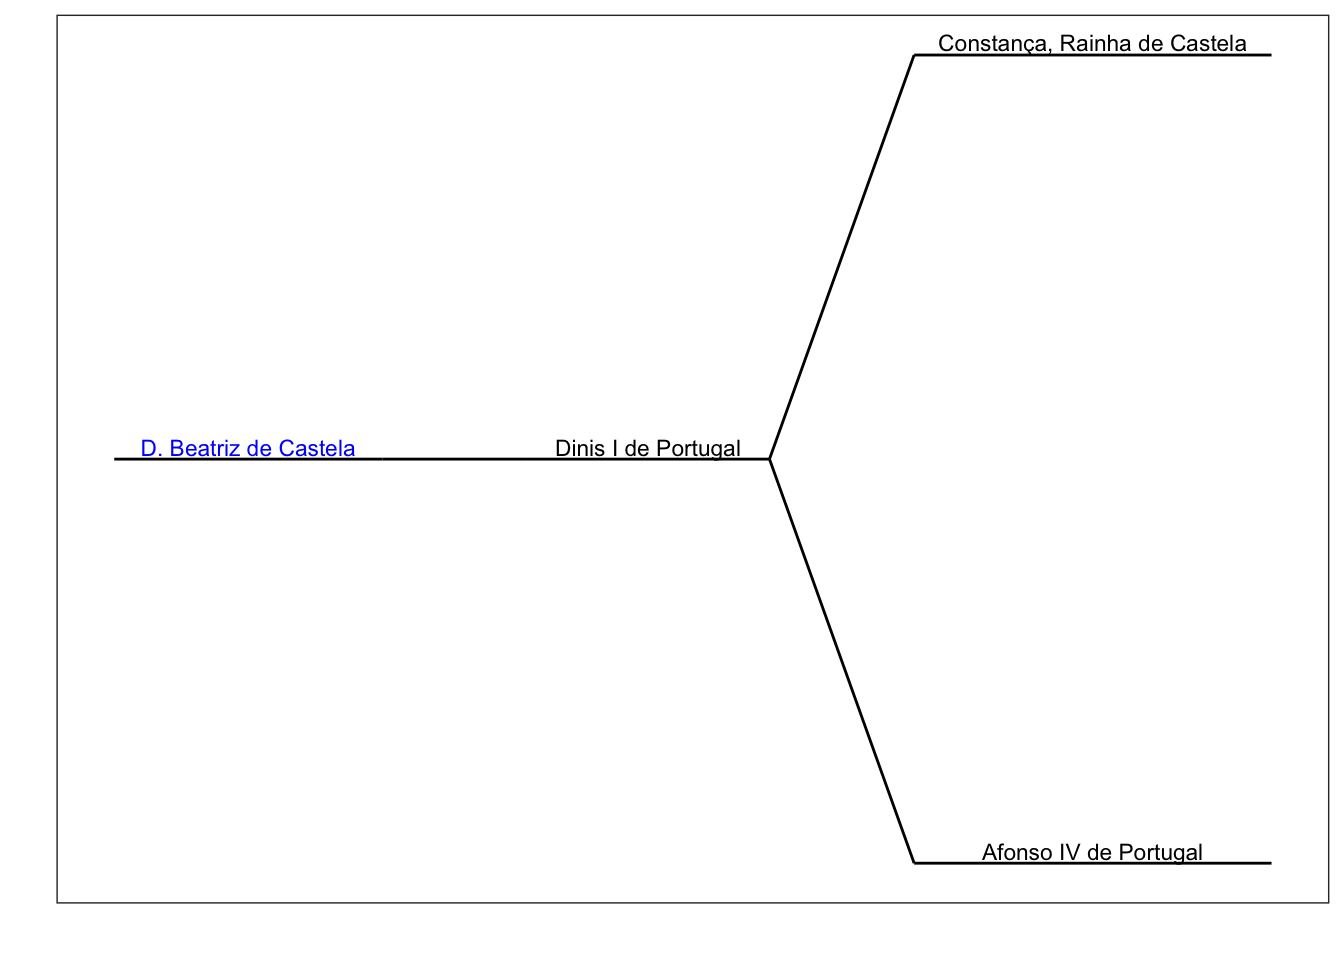 Constança, Rainha de Castela
D. Beatriz de Castela
Dinis I de Portugal
Afonso IV de Portugal